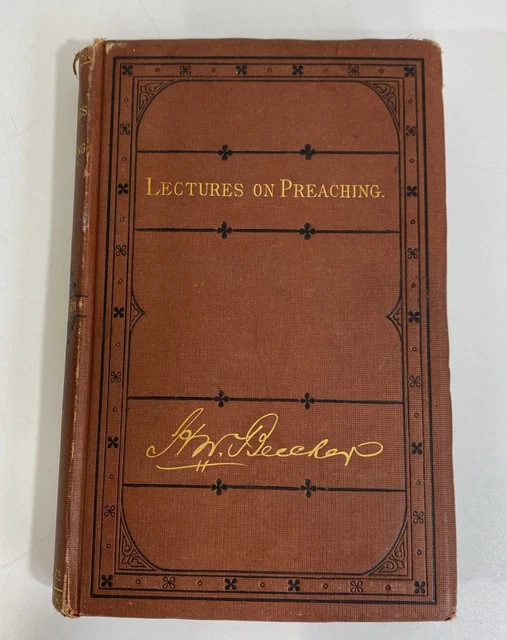 LECTURES ON PREACHING.
H. W. Beecher